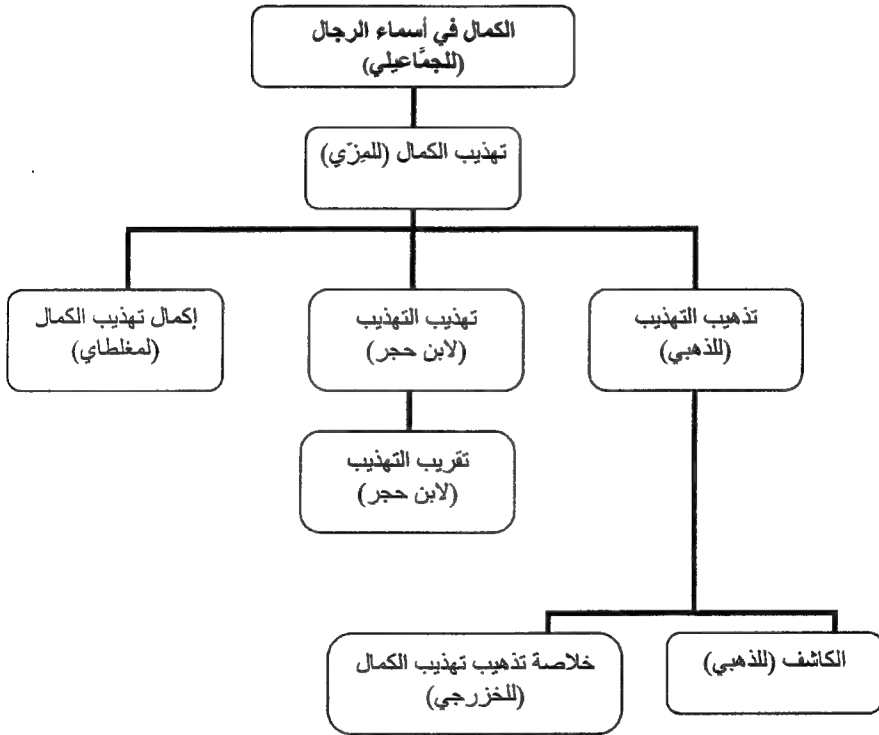 الكمال في أسماء الرجال
(للجمَّاعيلي)
تهذيب الكمال (للمِزّي)
تذهيب التهذيب
(للذهبي)
تهذيب التهذيب
(لابن حجر)
إكمال تهذيب الكمال
(لمغلطاي)
تقريب التهذيب
(لابن حجر)
الكاشف (للذهبي)
خلاصة تذهيب تهذيب الكمال
(للخزرجي)